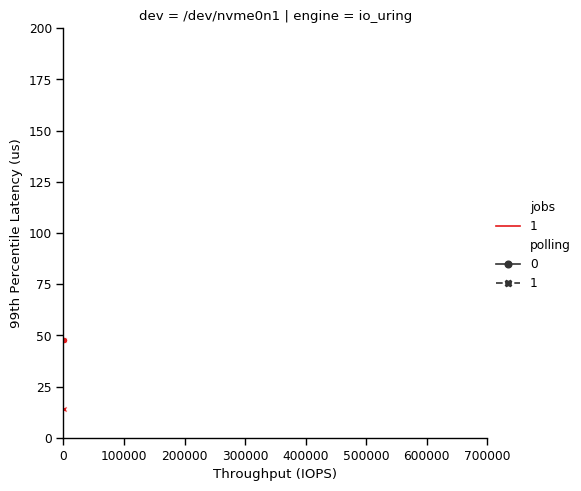 dev = /dev/nvme0n1 | engine = io_uring
200
175
150
125
100
75
50
25
0
99th Percentile Latency (us)
0 100000 200000 300000 400000 500000 600000 700000
Throughput (IOPS)
jobs
1
polling
0
1